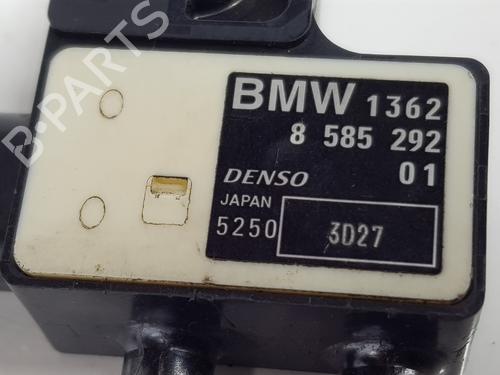 BMW 1362
8 585 292
DENSO 01
JAPAN
5250 3D27
B-PARTS